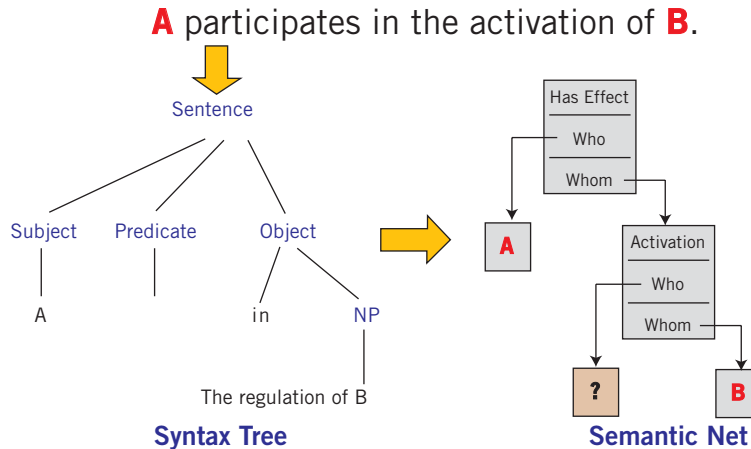 A participates in the activation of B.
Sentence
Subject Predicate Object
A in NP
The regulation of B
Syntax Tree
Has Effect
Who
Whom
A
Activation
Who
Whom
?
B
Semantic Net